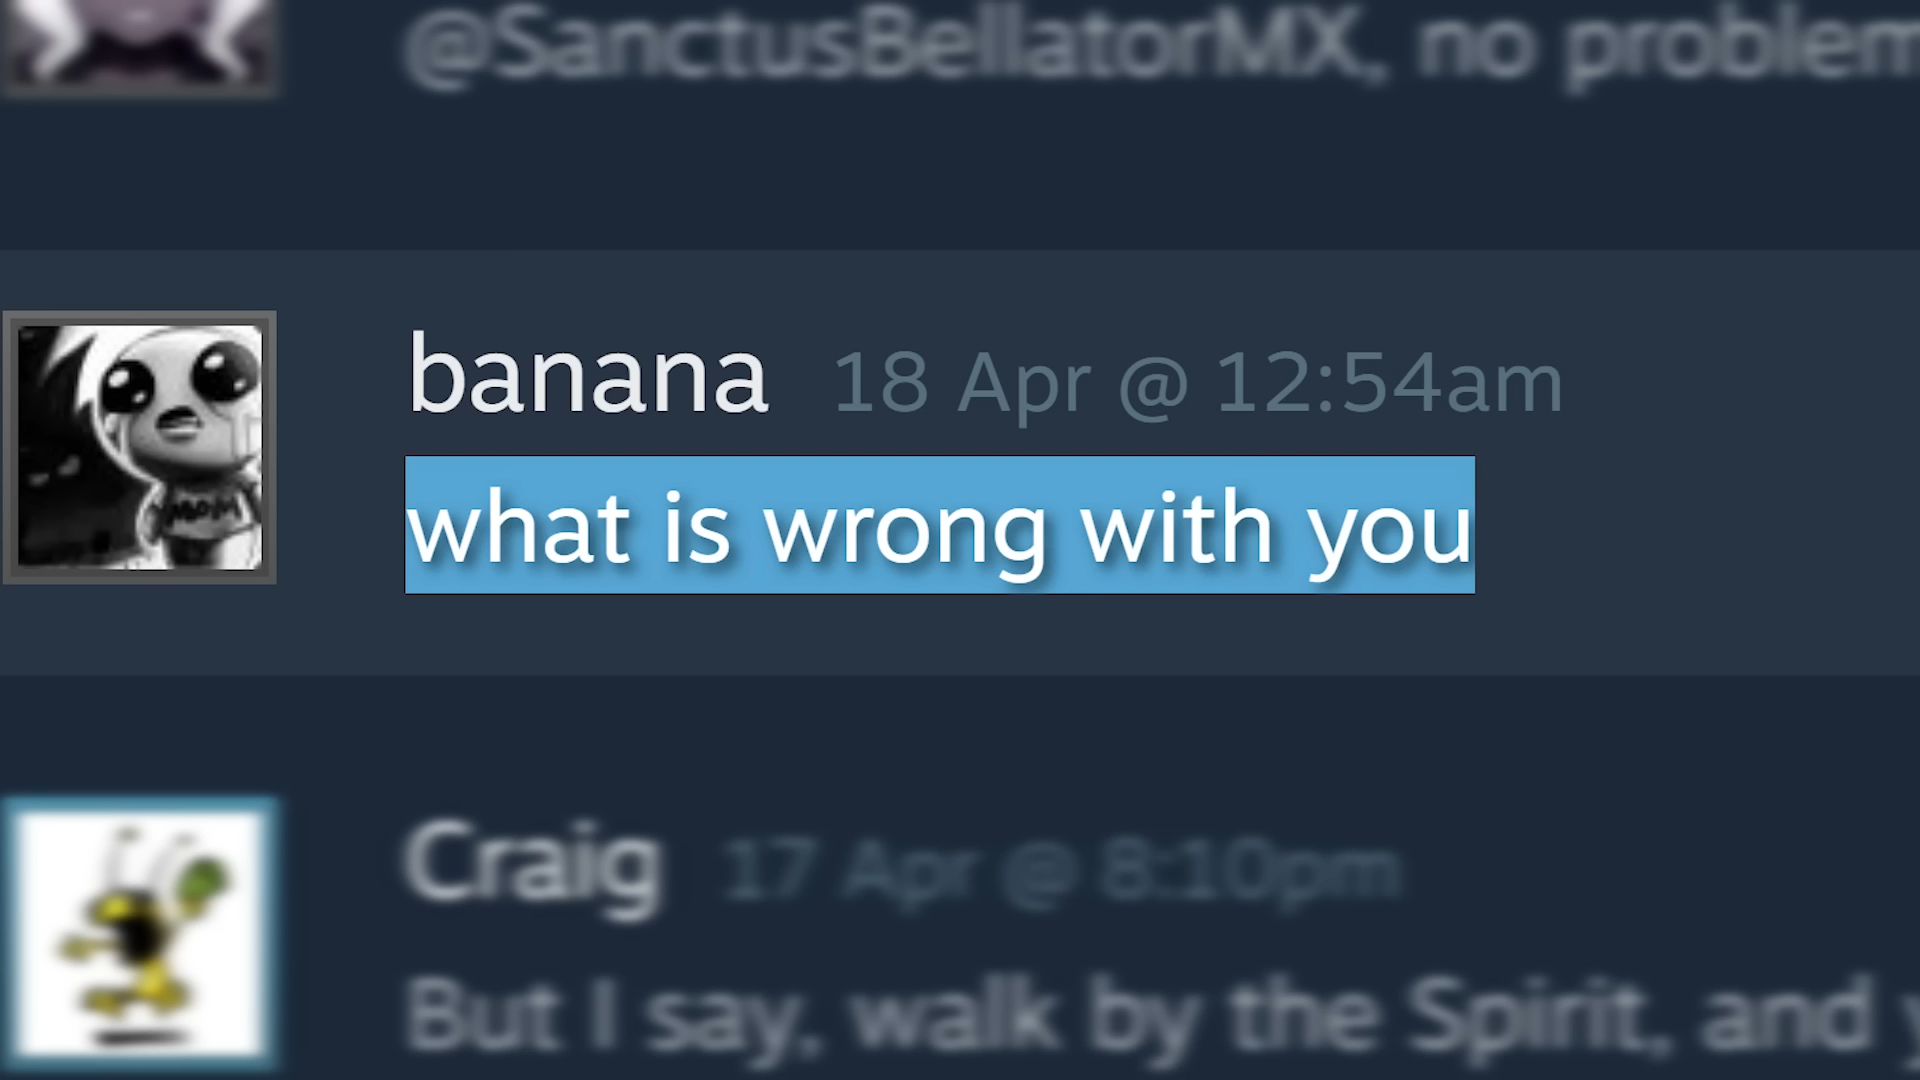 @SanctusBellatorMX, no problem
banana 18 Apr @ 12:54am
MOM
what is wrong with you
Craig 17 Apr @ 8:10pm
But I say, walk by the Spirit, and